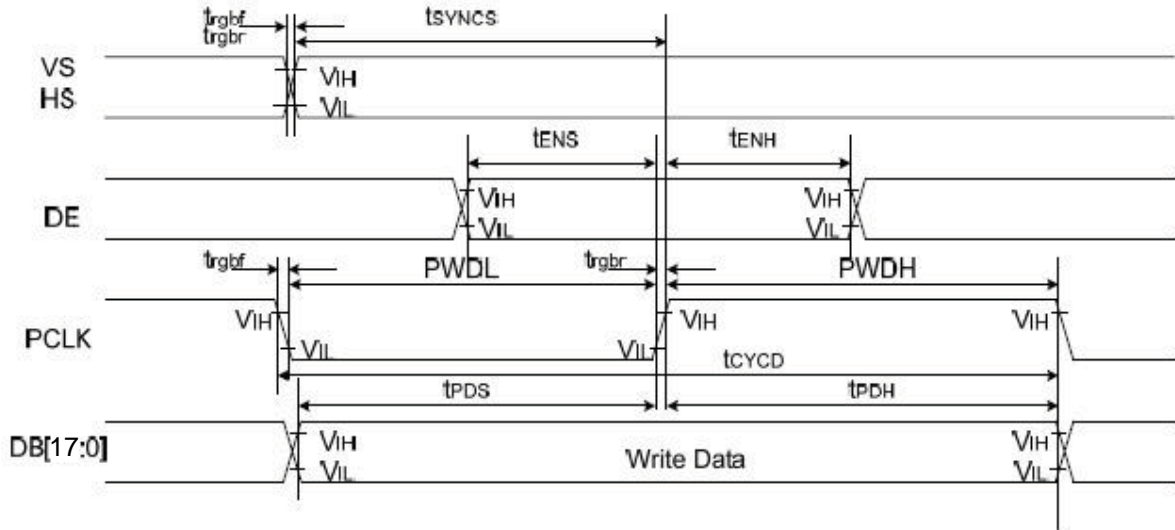 trgbf
trgbr
tSYNCS
VS
HS
VIH
VIL
tENS
tENH
DE
VIH
VIL
VIH
VIL
trgbf
PWDL
trgbr
PWDH
PCLK
VIH
VIL
VIL
VIH
VIH
tCYCD
tPDS
tPDH
DB[17:0]
VIH
VIL
Write Data
VIH
VIL